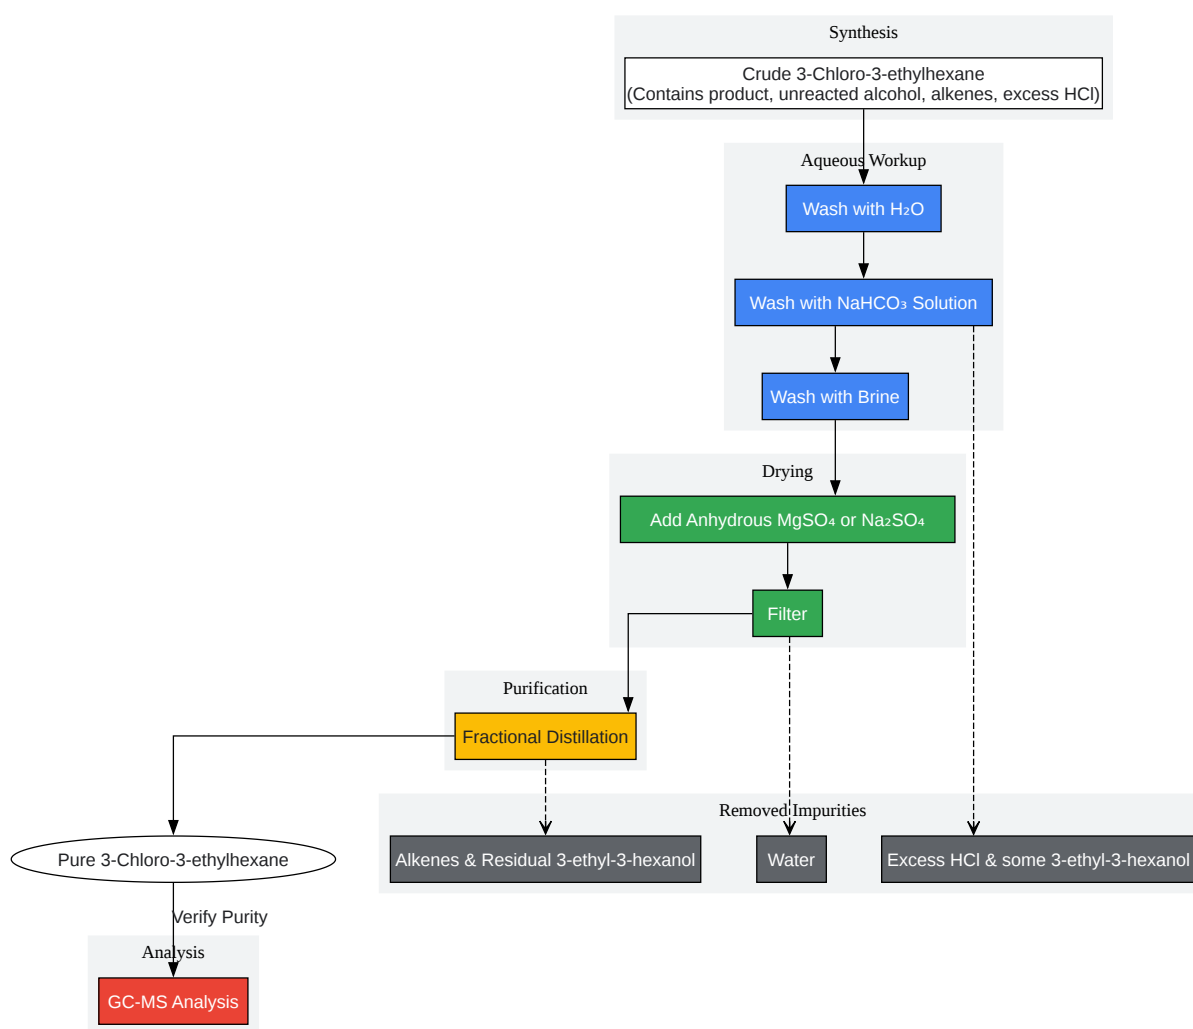 Synthesis
Crude 3-Chloro-3-ethylhexane
(Contains product, unreacted alcohol, alkenes, excess HCl)
Aqueous Workup
Wash with H₂O
Wash with NaHCO₃ Solution
Wash with Brine
Drying
Add Anhydrous MgSO₄ or Na₂SO₄
Filter
Purification
Fractional Distillation
Removed Impurities
Alkenes & Residual 3-ethyl-3-hexanol
Water
Excess HCl & some 3-ethyl-3-hexanol
Pure 3-Chloro-3-ethylhexane
Verify Purity
Analysis
GC-MS Analysis